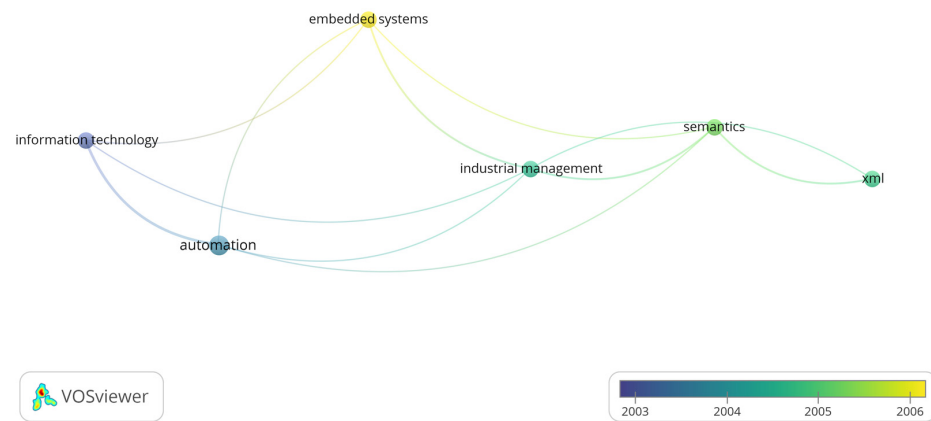 embedded systems
semantics
information technology
industrial management
xml
automation
VOSviewer
2003 2004 2005 2006